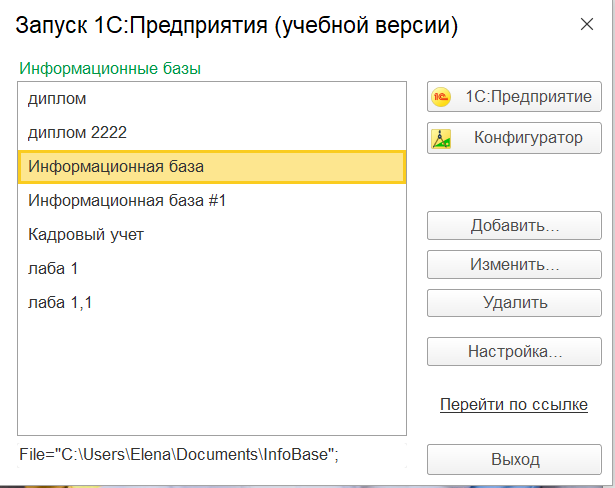 Запуск 1С:Предприятия (учебной версии)
Информационные базы
диплом
диплом 2222
Информационная база
Информационная база #1
Кадровый учет
лаба 1
лаба 1,1
File="C:\Users\Elena\Documents\InfoBase";
1С:Предприятие
Конфигуратор
Добавить...
Изменить...
Удалить
Настройка...
Перейти по ссылке
Выход